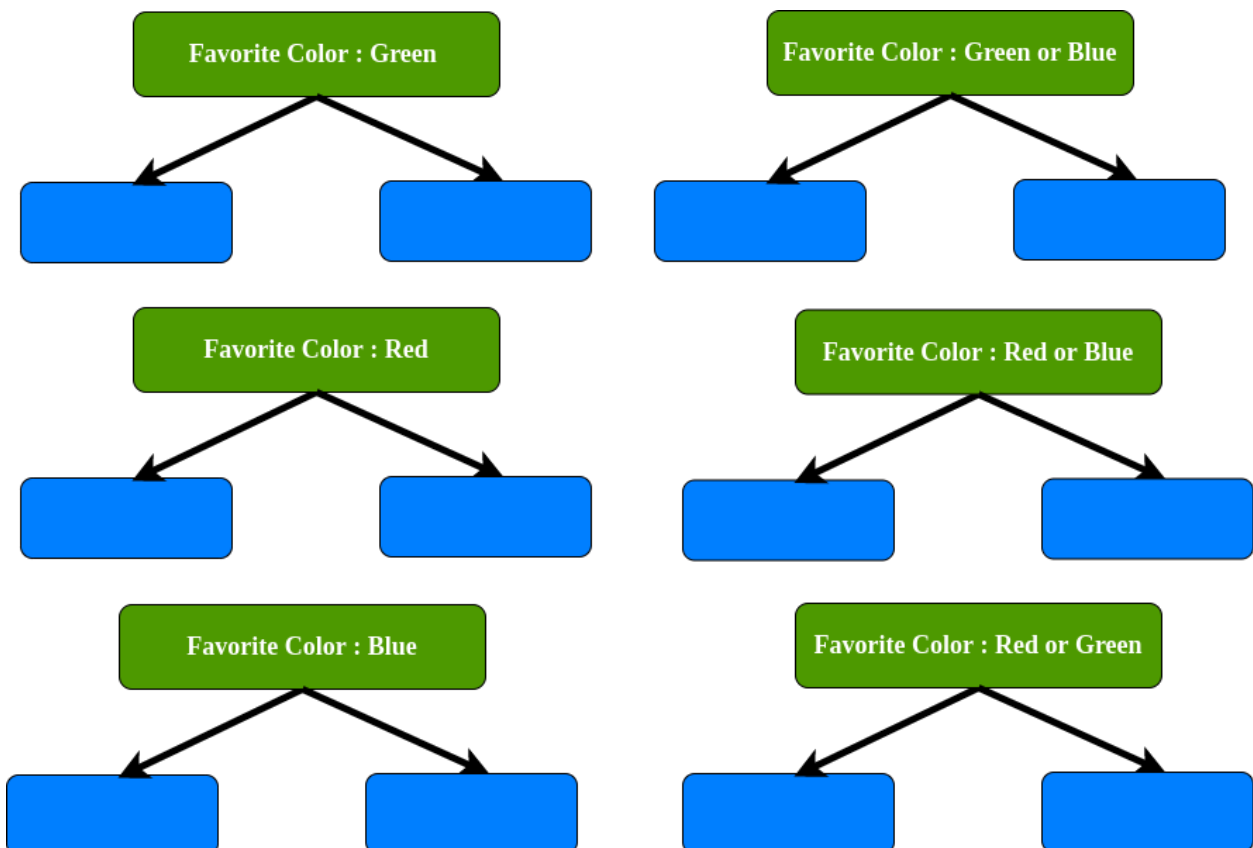 Favorite Color : Green
Favorite Color : Green or Blue
Favorite Color : Red
Favorite Color : Red or Blue
Favorite Color : Blue
Favorite Color : Red or Green